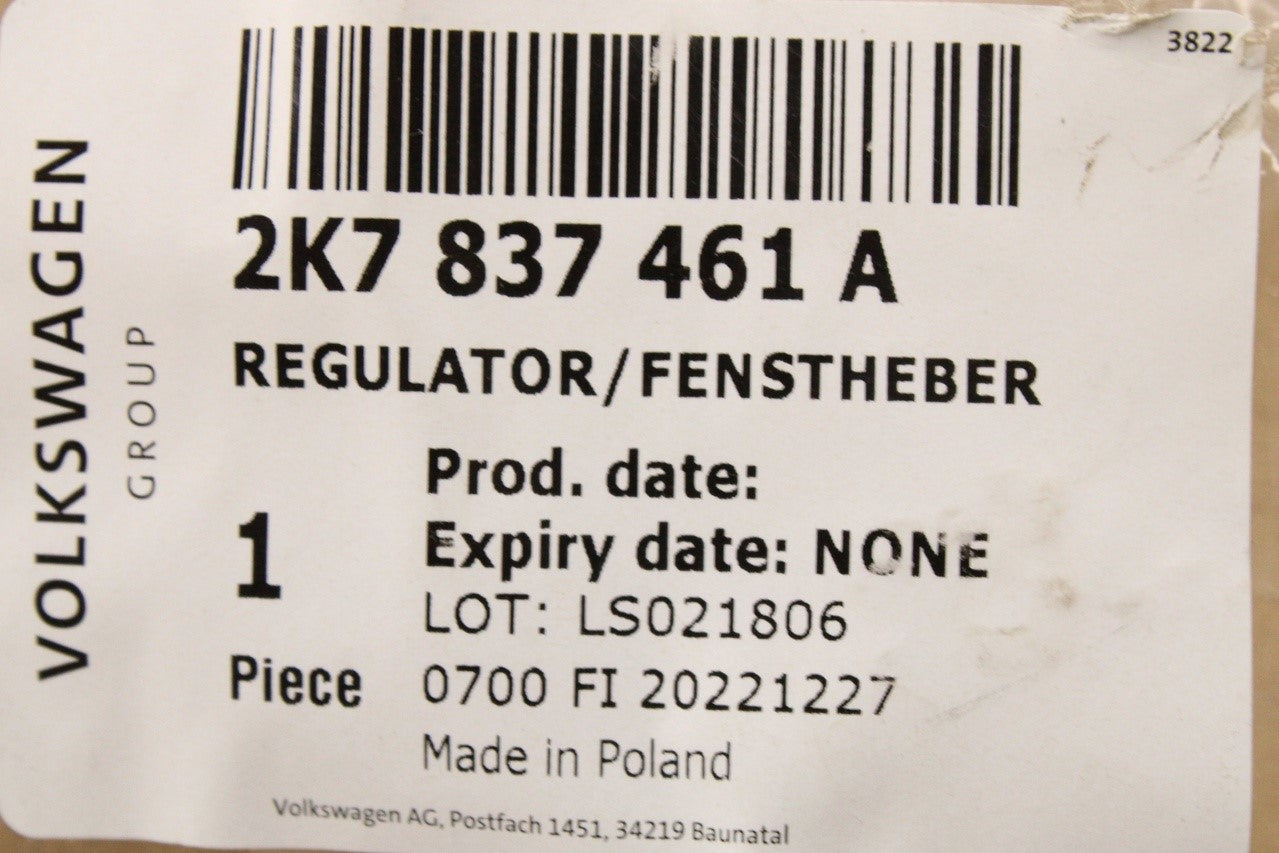 3822
VOLKSWAGEN
GROUP
2K7 837 461 A
REGULATOR/FENSTHEBER
Prod. date:
Expiry date: NONE
1
LOT: LS021806
Piece
0700 FI 20221227
Made in Poland
Volkswagen AG, Postfach 1451, 34219 Baunatal